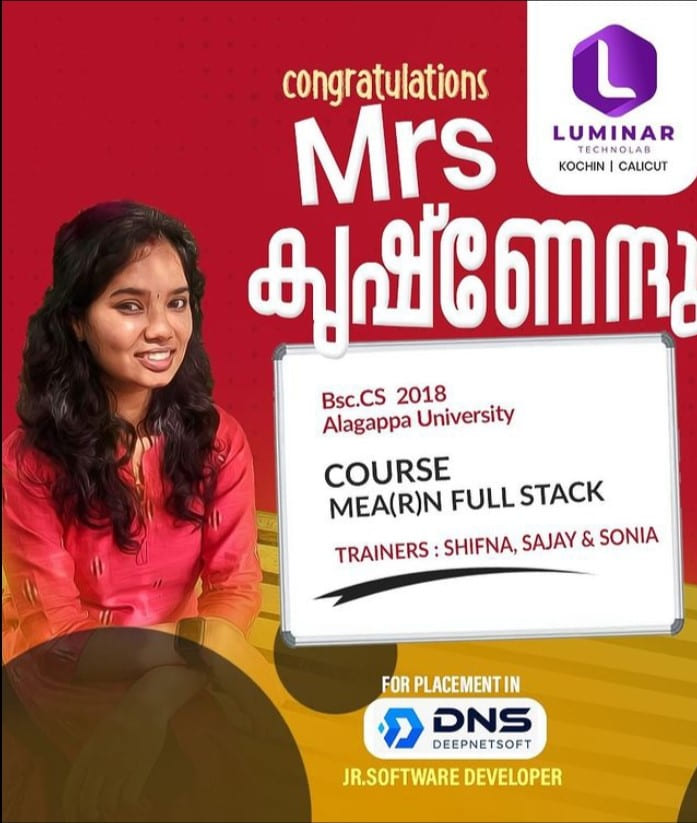 congratulations
Mrs
കൃഷ്ണേന്ദു
LUMINAR
TECHNOLAB
KOCHIN | CALICUT
Bsc.CS 2018
Alagappa University
COURSE
MEA(R)N FULL STACK
TRAINERS : SHIFNA, SAJAY & SONIA
FOR PLACEMENT IN
DNS
DEEPNETSOFT
JR.SOFTWARE DEVELOPER